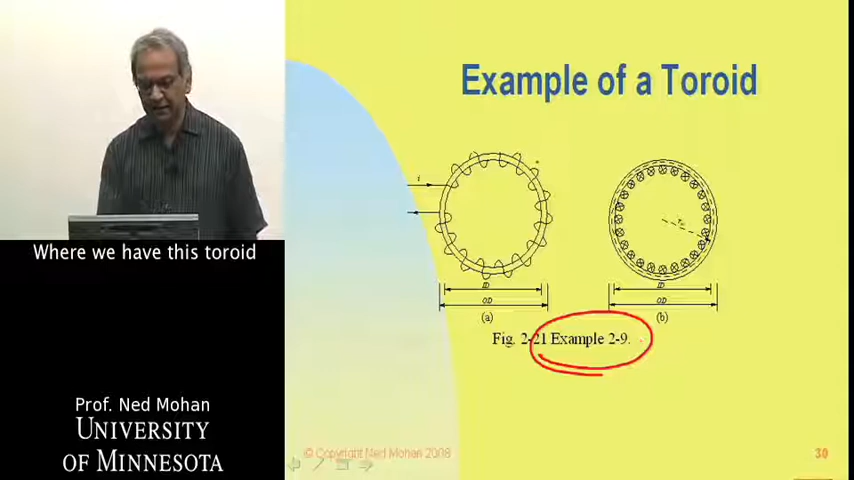 Example of a Toroid
i
ID
OD
(a)
ID
OD
(b)
Fig. 2-21 Example 2-9.
Where we have this toroid
Prof. Ned Mohan
UNIVERSITY
OF MINNESOTA
© Copyright Ned Mohan 2008
30